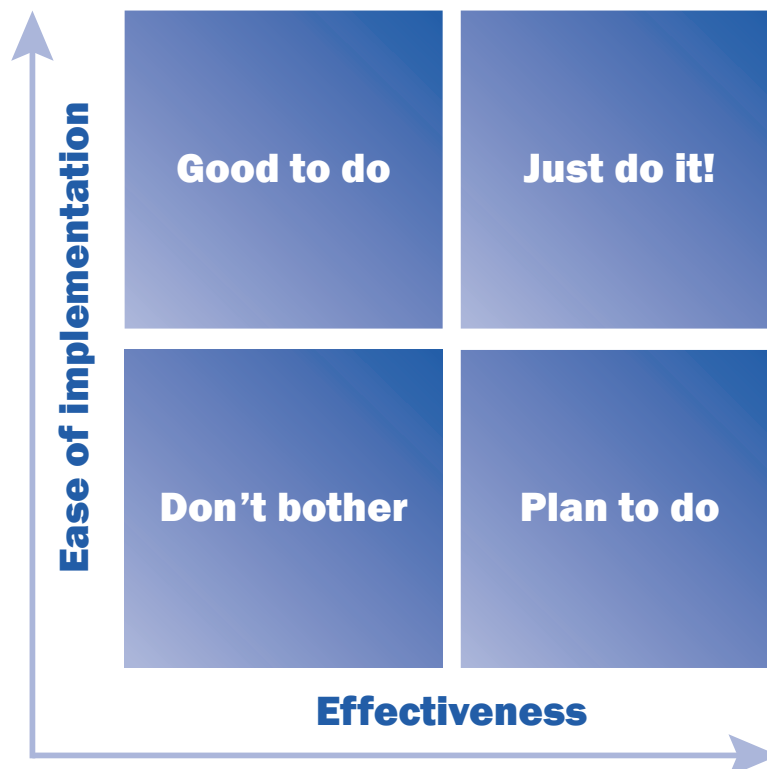 Ease of implementation
Good to do
Just do it!
Don’t bother
Plan to do
Effectiveness